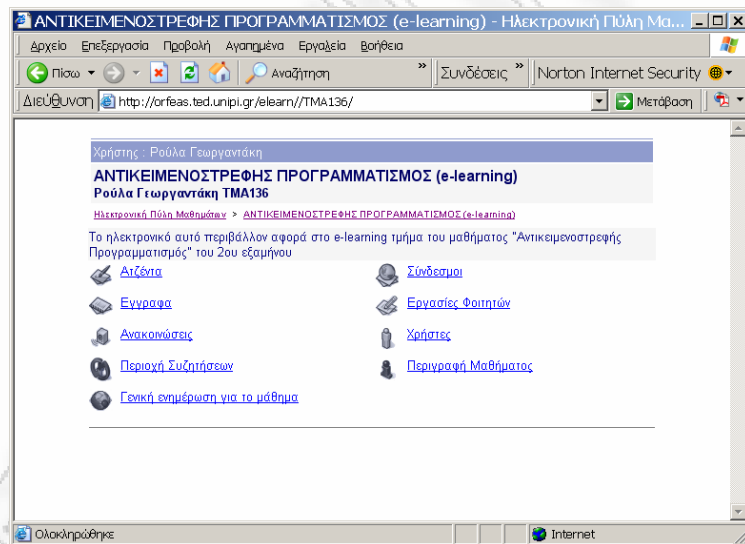 ΑΝΤΙΚΕΙΜΕΝΟΣΤΡΕΦΗΣ ΠΡΟΓΡΑΜΜΑΤΙΣΜΟΣ (e-learning) - Ηλεκτρονική Πύλη Μα...
Αρχείο Επεξεργασία Προβολή Αγαπημένα Εργαλεία Βοήθεια
Πίσω Αναζήτηση » Συνδέσεις » Norton Internet Security
Διεύθυνση http://orfeas.ted.unipi.gr/elearn//TMA136/ Μετάβαση »
Χρήστης : Ρούλα Γεωργαντάκη
ΑΝΤΙΚΕΙΜΕΝΟΣΤΡΕΦΗΣ ΠΡΟΓΡΑΜΜΑΤΙΣΜΟΣ (e-learning)
Ρούλα Γεωργαντάκη TMA136
Ηλεκτρονική Πύλη Μαθημάτων > ΑΝΤΙΚΕΙΜΕΝΟΣΤΡΕΦΗΣ ΠΡΟΓΡΑΜΜΑΤΙΣΜΟΣ (e-learning)
Το ηλεκτρονικό αυτό περιβάλλον αφορά στο e-learning τμήμα του μαθήματος "Αντικειμενοστρεφής
Προγραμματισμός" του 2ου εξαμήνου
Ατζέντα Σύνδεσμοι
Εγγραφα Εργασίες Φοιτητών
Ανακοινώσεις Χρήστες
Περιοχή Συζητήσεων Περιγραφή Μαθήματος
Γενική ενημέρωση για το μάθημα
Ολοκληρώθηκε Internet